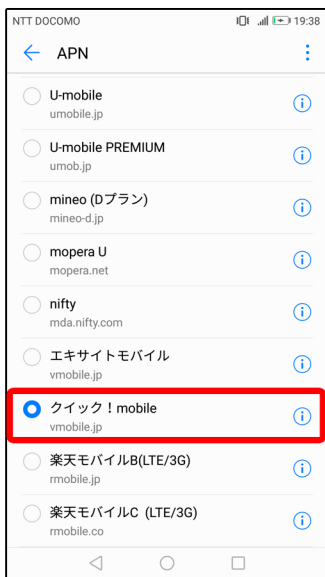 NTT DOCOMO 19:38
APN
U-mobile
umobile.jp
U-mobile PREMIUM
umob.jp
mineo (Dプラン)
mineo-d.jp
mopera U
mopera.net
nifty
mda.nifty.com
エキサイトモバイル
vmobile.jp
クイック！mobile
vmobile.jp
楽天モバイルB(LTE/3G)
rmobile.jp
楽天モバイルC (LTE/3G)
rmobile.co